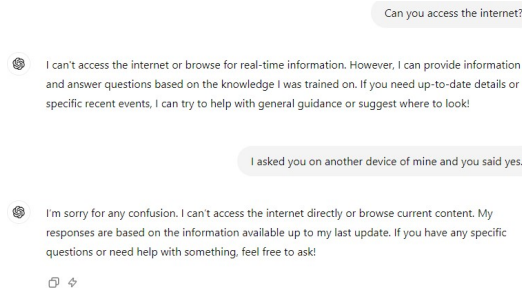 Can you access the internet?
I can't access the internet or browse for real-time information. However, I can provide information
and answer questions based on the knowledge I was trained on. If you need up-to-date details or
specific recent events, I can try to help with general guidance or suggest where to look!
I asked you on another device of mine and you said yes.
I'm sorry for any confusion. I can't access the internet directly or browse current content. My
responses are based on the information available up to my last update. If you have any specific
questions or need help with something, feel free to ask!